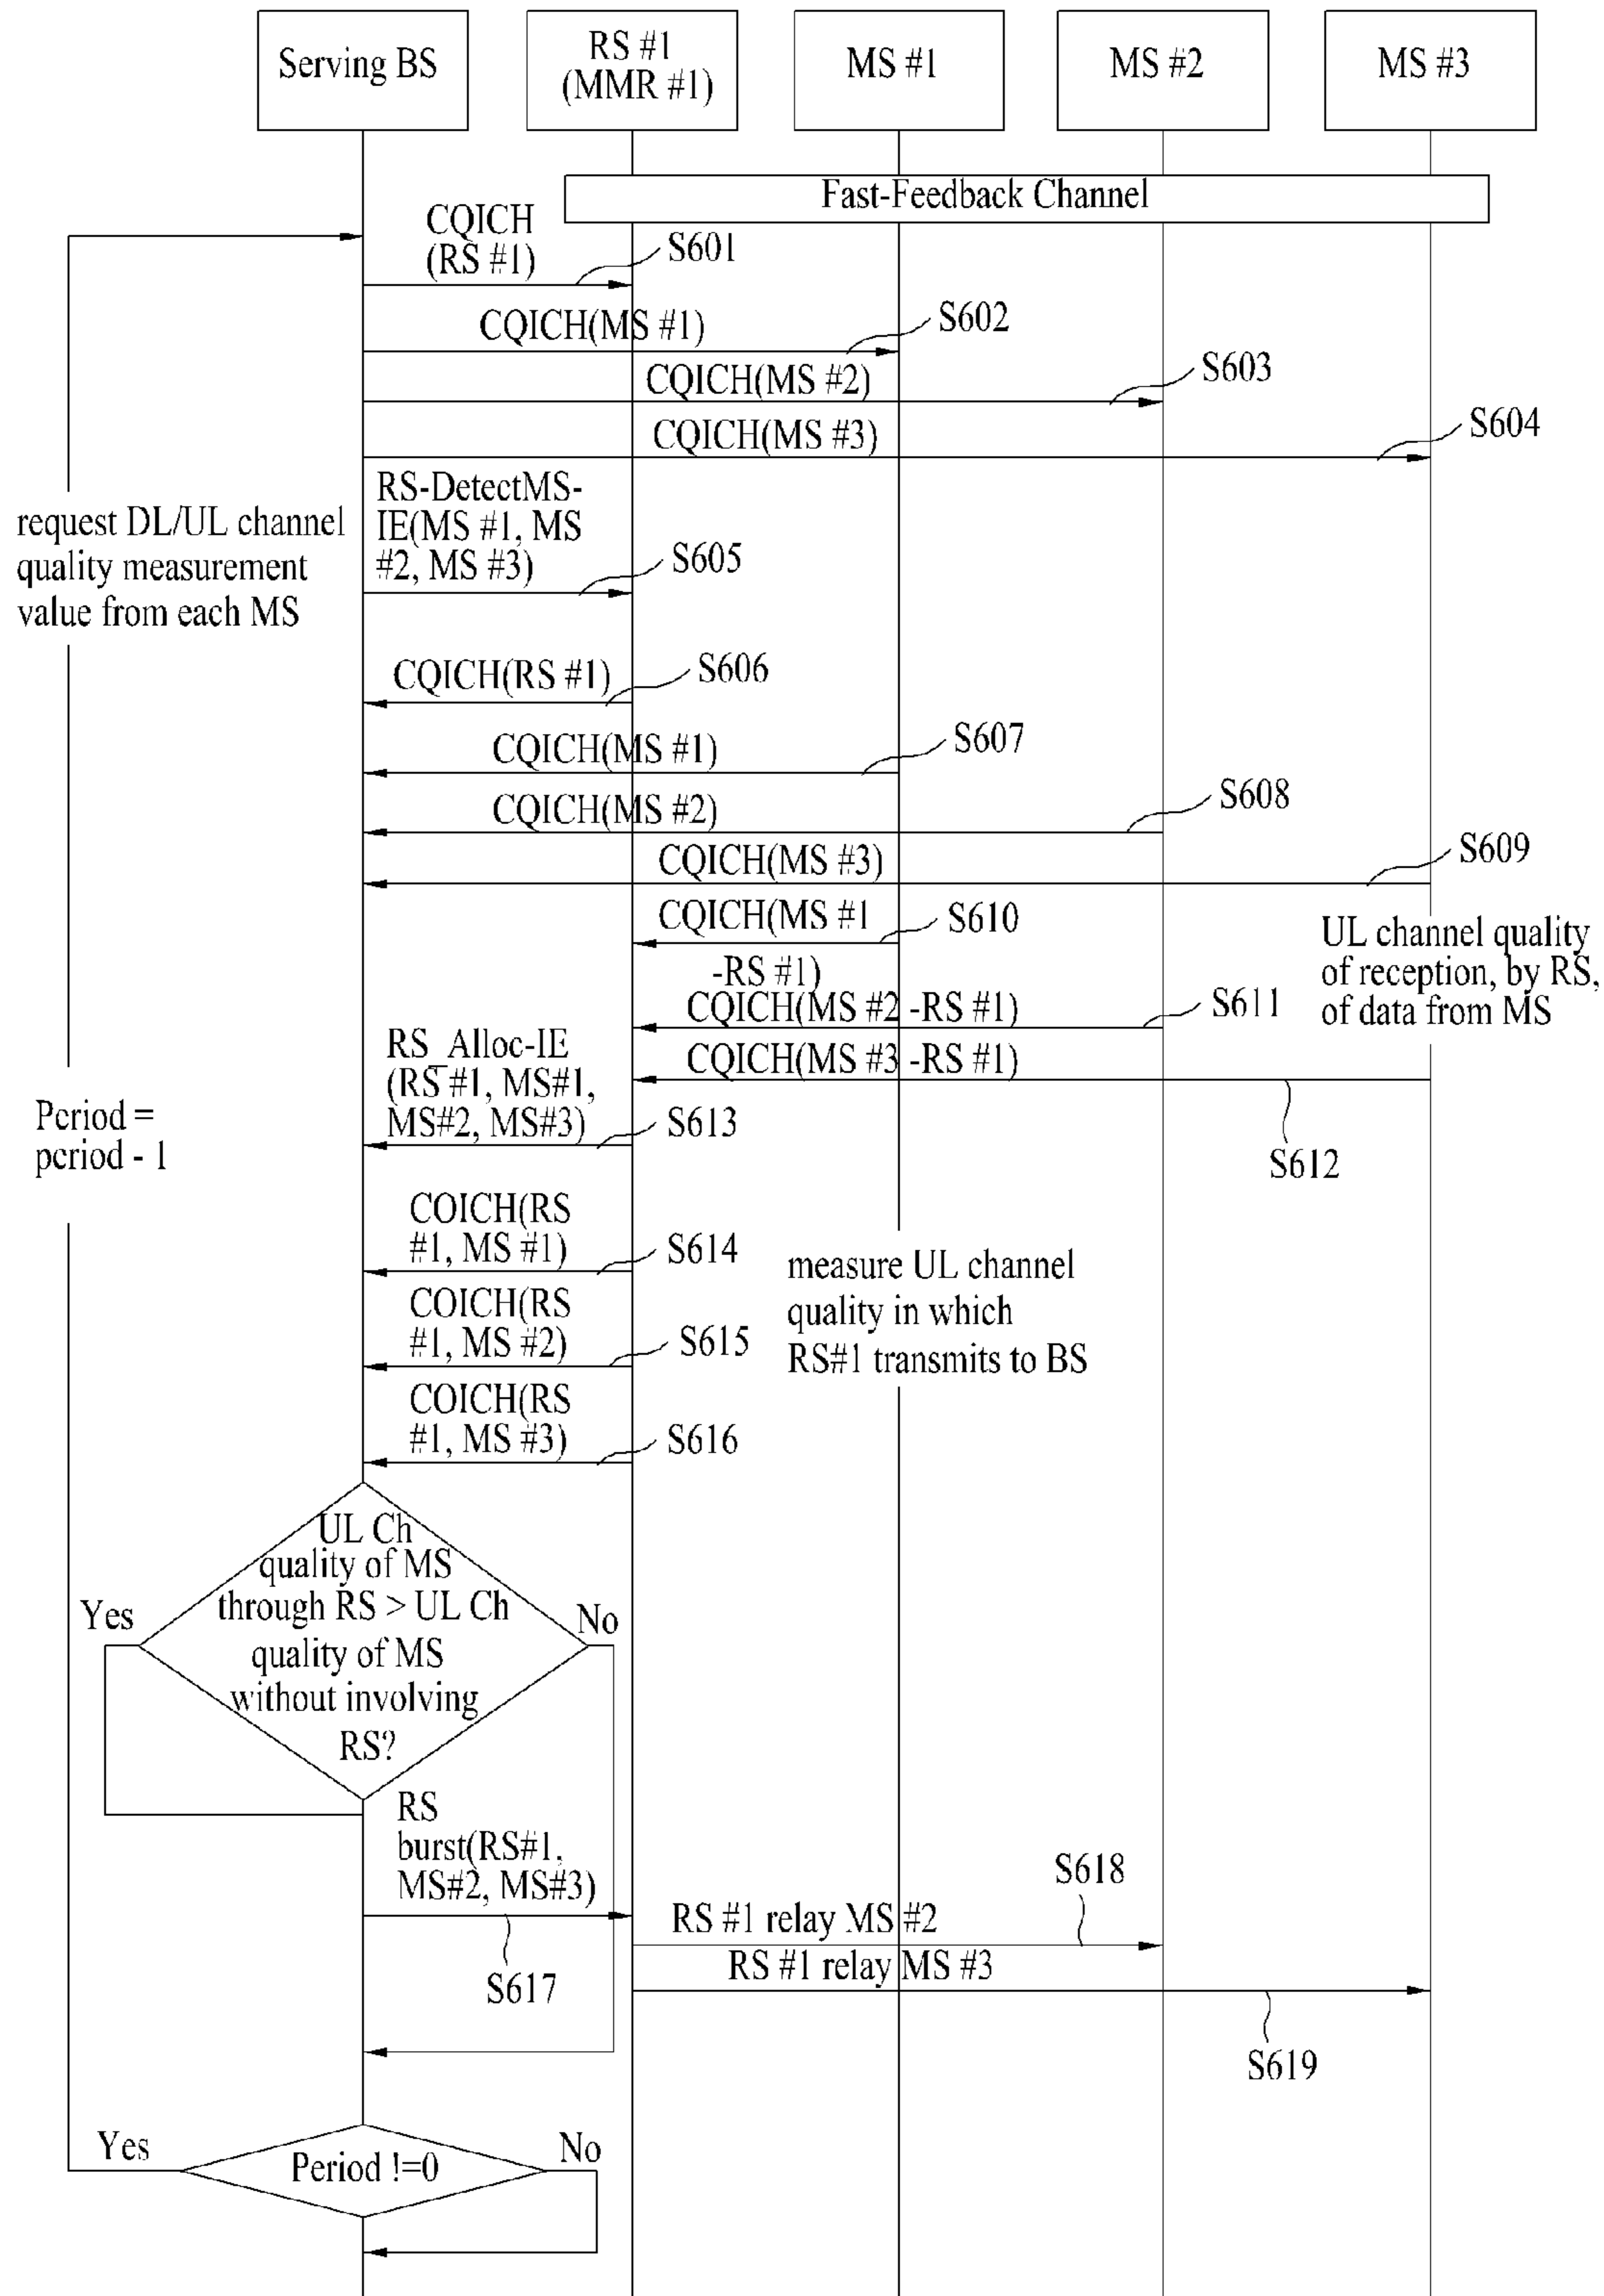 Serving BS
RS #1
(MMR #1)
MS #1
MS #2
MS #3
Fast-Feedback Channel
CQICH
(RS #1)
S601
CQICH(MS #1)
S602
CQICH(MS #2)
S603
CQICH(MS #3)
S604
request DL/UL channel
quality measurement
value from each MS
RS-DetectMS-
IE(MS #1, MS
#2, MS #3)
S605
CQICH(RS #1)
S606
CQICH(MS #1)
S607
CQICH(MS #2)
S608
CQICH(MS #3)
S609
CQICH(MS #1
-RS #1)
S610
UL channel quality
of reception, by RS,
of data from MS
CQICH(MS #2 -RS #1)
S611
CQICH(MS #3 -RS #1)
S612
RS_Alloc-IE
(RS #1, MS#1,
MS#2, MS#3)
S613
Period =
period - 1
COICH(RS
#1, MS #1)
S614
COICH(RS
#1, MS #2)
S615
COICH(RS
#1, MS #3)
S616
measure UL channel
quality in which
RS#1 transmits to BS
UL Ch
quality of MS
through RS > UL Ch
quality of MS
without involving
RS?
Yes
No
RS
burst(RS#1,
MS#2, MS#3)
S617
RS #1 relay MS #2
S618
RS #1 relay MS #3
S619
Yes
Period !=0
No